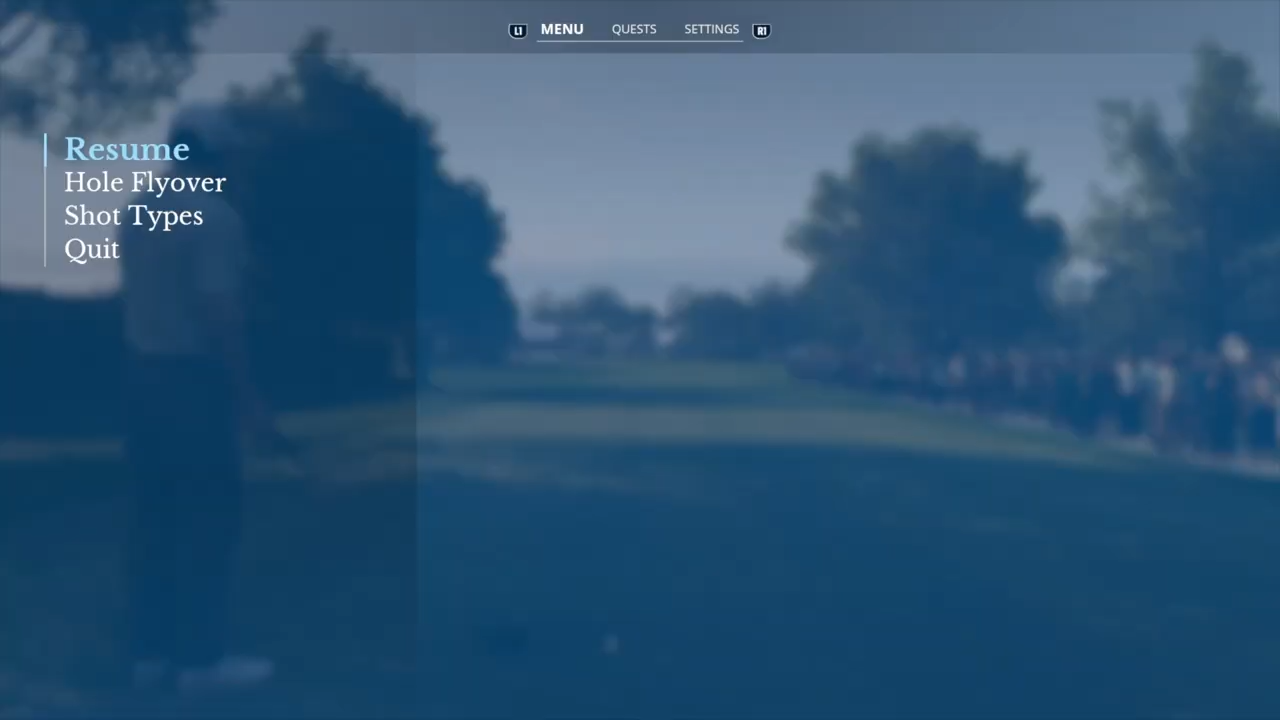 L1 MENU QUESTS SETTINGS R1
Resume
Hole Flyover
Shot Types
Quit